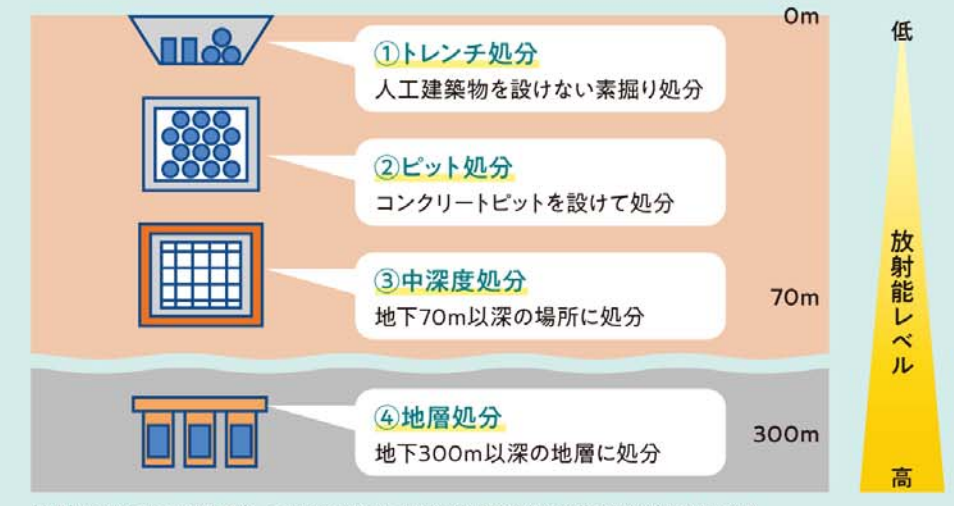 0m
低
①トレンチ処分
人工建築物を設けない素掘り処分
②ピット処分
コンクリートピットを設けて処分
③中深度処分
地下70m以深の場所に処分
70m
放射能レベル
④地層処分
地下300m以深の地層に処分
300m
高